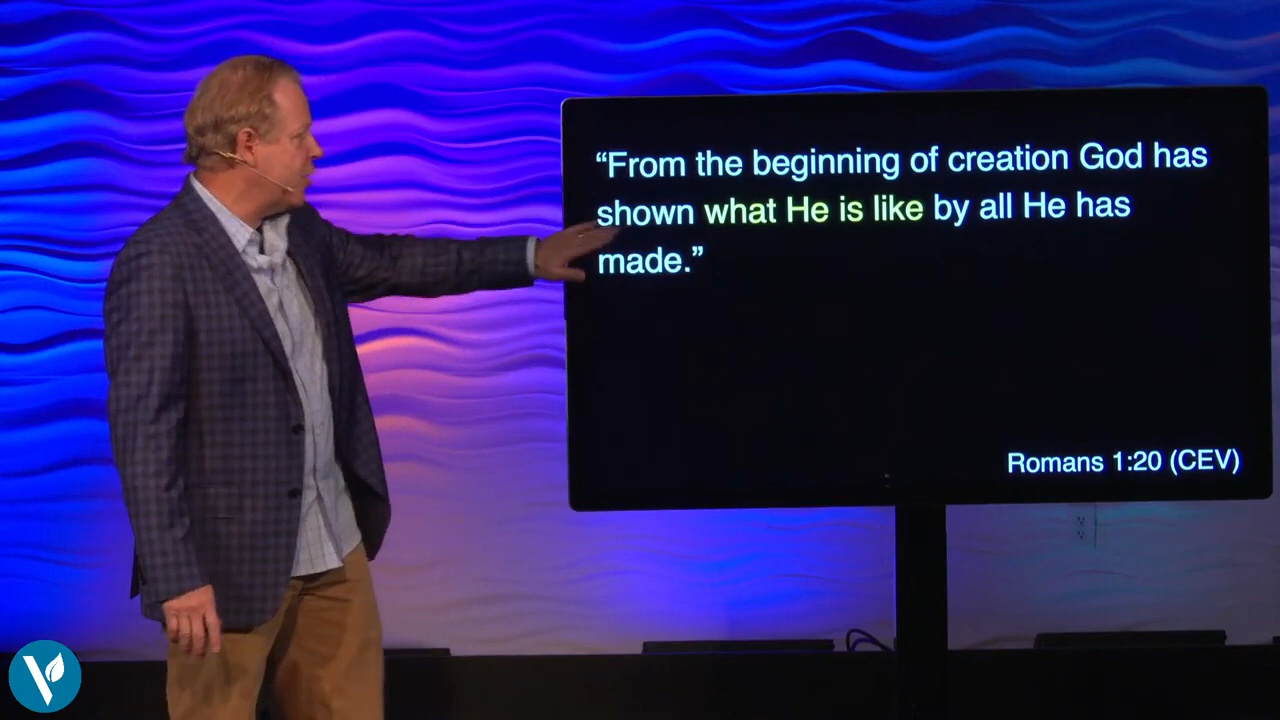 “From the beginning of creation God has
shown what He is like by all He has
made.”
Romans 1:20 (CEV)